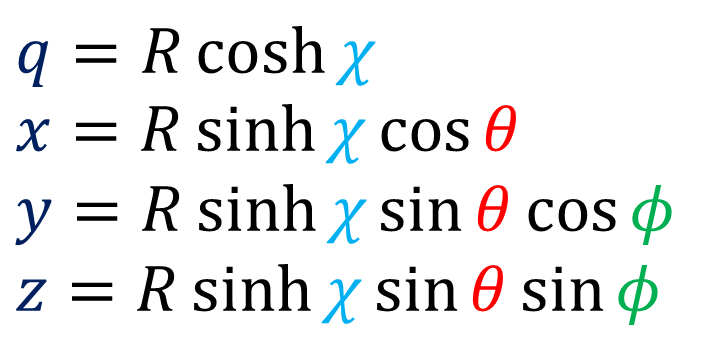 q = R cosh χ
x = R sinh χ cos θ
y = R sinh χ sin θ cos ϕ
z = R sinh χ sin θ sin ϕ